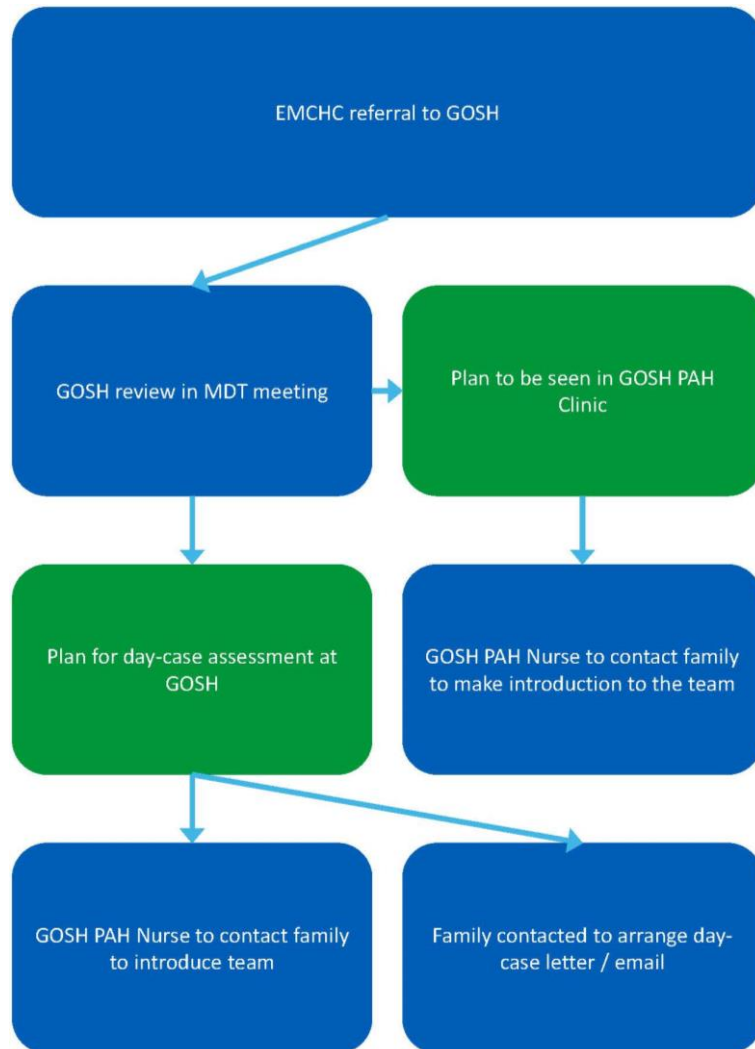 EMCHC referral to GOSH
GOSH review in MDT meeting
Plan to be seen in GOSH PAH
Clinic
Plan for day-case assessment at
GOSH
GOSH PAH Nurse to contact family
to make introduction to the team
GOSH PAH Nurse to contact family
to introduce team
Family contacted to arrange day-
case letter / email